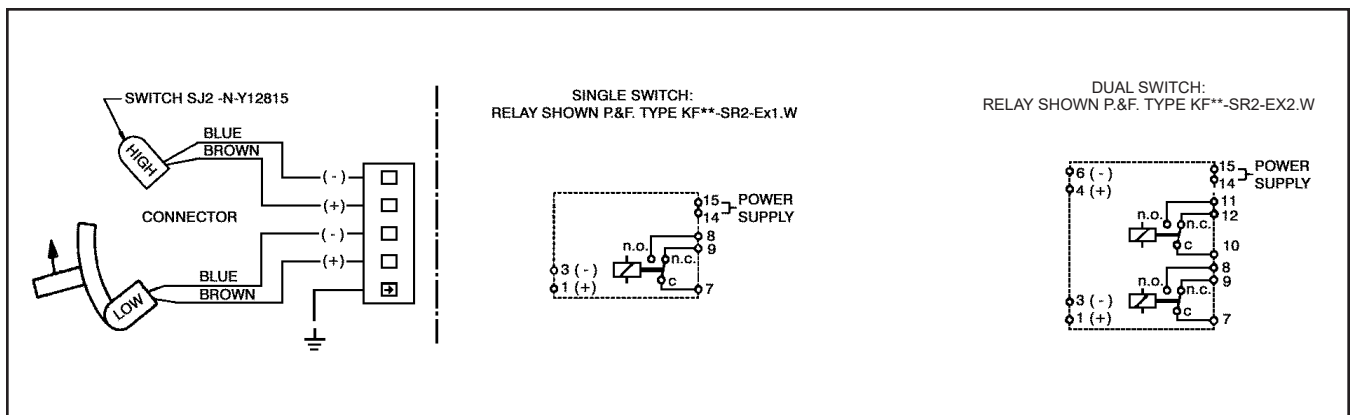 SWITCH SJ2 -N-Y12815
HIGH
BLUE
BROWN
( - )
(+)
CONNECTOR
( - )
(+)
BLUE
BROWN
LOW
SINGLE SWITCH:
RELAY SHOWN P.&F. TYPE KF**-SR2-Ex1.W
15
14
POWER
SUPPLY
8
9
n.o.
n.c.
c
3 ( - )
1 (+)
7
DUAL SWITCH:
RELAY SHOWN P.&F. TYPE KF**-SR2-EX2.W
6 ( - )
4 (+)
15
14
POWER
SUPPLY
11
12
n.o.
n.c.
c
10
8
9
n.o.
n.c.
c
3 ( - )
1 (+)
7